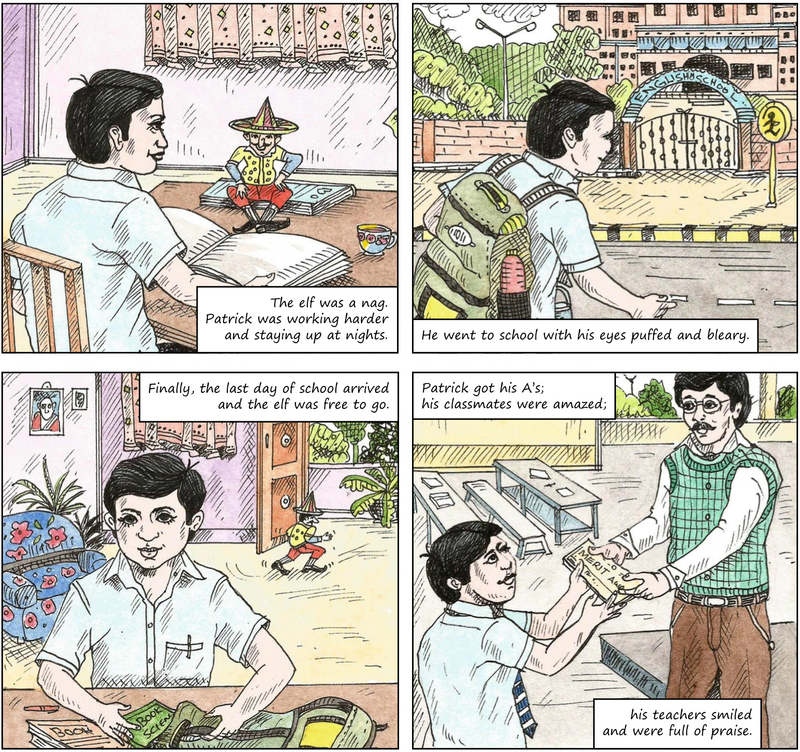 The elf was a nag.
Patrick was working harder
and staying up at nights.
ENGLISH SCHOOL
He went to school with his eyes puffed and bleary.
Finally, the last day of school arrived
and the elf was free to go.
BOOK
BOOK
SCIEN
Patrick got his A's;
his classmates were amazed;
MERIT
his teachers smiled
and were full of praise.